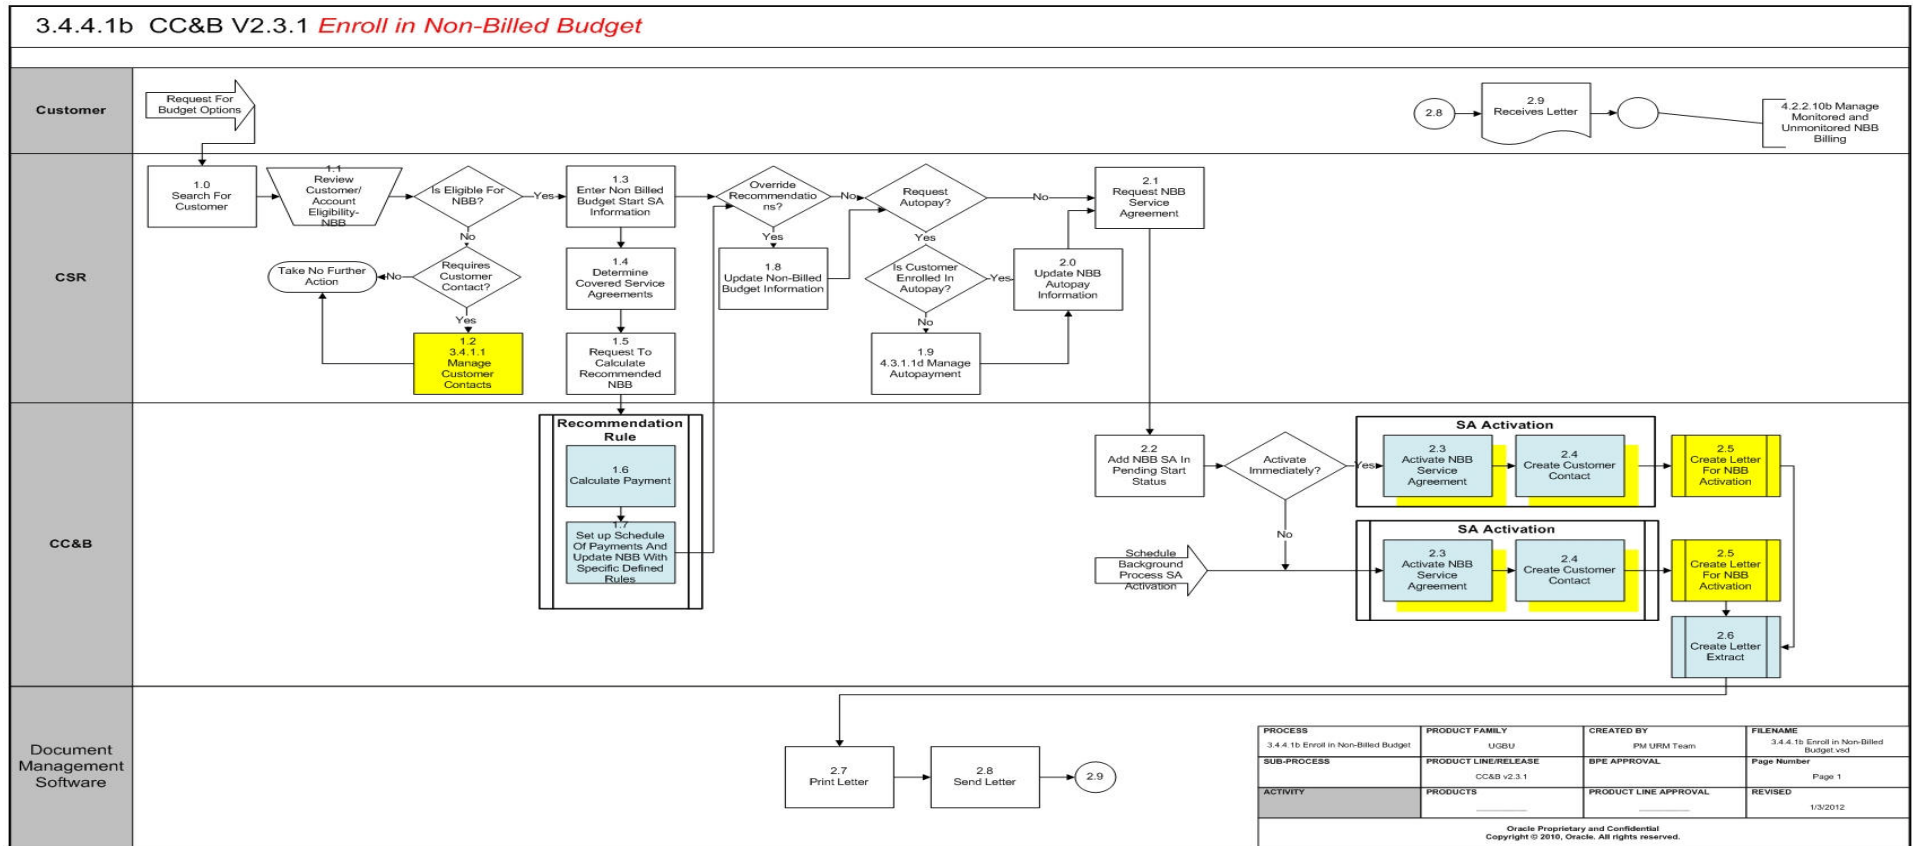 3.4.4.1b CC&B V2.3.1 Enroll in Non-Billed Budget
Customer
Request For
Budget Options
2.8
2.9
Receives Letter
4.2.2.10b Manage
Monitored and
Unmonitored NBB
Billing
CSR
1.0
Search For
Customer
1.1
Review
Customer/
Account
Eligibility-
NBB
Is Eligible For
NBB?
Yes
No
Requires
Customer
Contact?
No
Take No Further
Action
Yes
1.2
3.4.1.1
Manage
Customer
Contacts
1.3
Enter Non Billed
Budget Start SA
Information
1.4
Determine
Covered Service
Agreements
1.5
Request To
Calculate
Recommended
NBB
Override
Recommendatio
ns?
No
Yes
1.8
Update Non-Billed
Budget Information
Request
Autopay?
No
Yes
Is Customer
Enrolled In
Autopay?
Yes
No
1.9
4.3.1.1d Manage
Autopayment
2.0
Update NBB
Autopay
Information
2.1
Request NBB
Service
Agreement
CC&B
Recommendation
Rule
1.6
Calculate Payment
1.7
Set up Schedule
Of Payments And
Update NBB With
Specific Defined
Rules
2.2
Add NBB SA In
Pending Start
Status
Activate
Immediately?
Yes
No
SA Activation
2.3
Activate NBB
Service
Agreement
2.4
Create Customer
Contact
2.5
Create Letter
For NBB
Activation
Schedule
Background
Process SA
Activation
SA Activation
2.3
Activate NBB
Service
Agreement
2.4
Create Customer
Contact
2.5
Create Letter
For NBB
Activation
2.6
Create Letter
Extract
Document
Management
Software
2.7
Print Letter
2.8
Send Letter
2.9
PROCESS
3.4.4.1b Enroll in Non-Billed Budget
PRODUCT FAMILY
UGBU
CREATED BY
PM URM Team
FILENAME
3.4.4.1b Enroll in Non-Billed
Budget.vsd
SUB-PROCESS
PRODUCT LINE/RELEASE
CC&B v2.3.1
BPE APPROVAL
Page Number
Page 1
ACTIVITY
PRODUCTS
PRODUCT LINE APPROVAL
REVISED
1/3/2012
Oracle Proprietary and Confidential
Copyright © 2010, Oracle. All rights reserved.